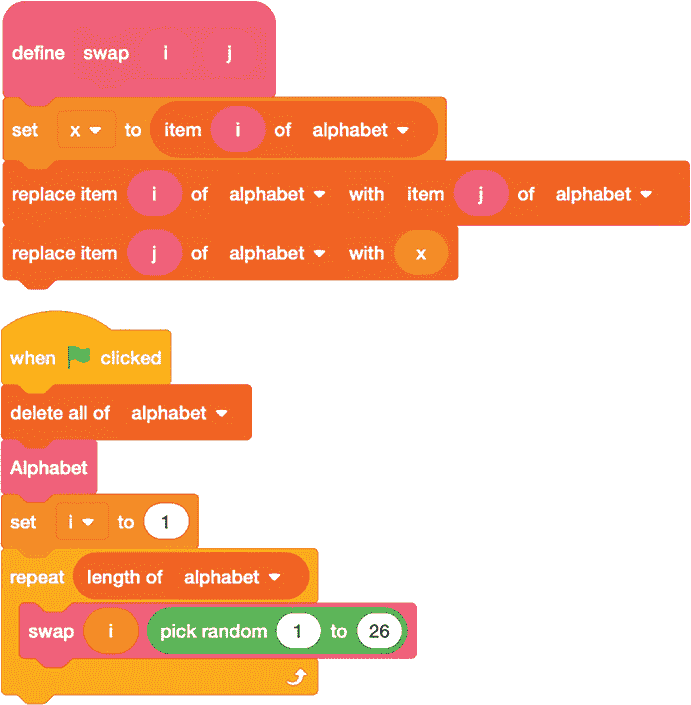 define swap i j
set x to item i of alphabet
replace item i of alphabet with item j of alphabet
replace item j of alphabet with x
when clicked
delete all of alphabet
Alphabet
set i to 1
repeat length of alphabet
swap i pick random 1 to 26